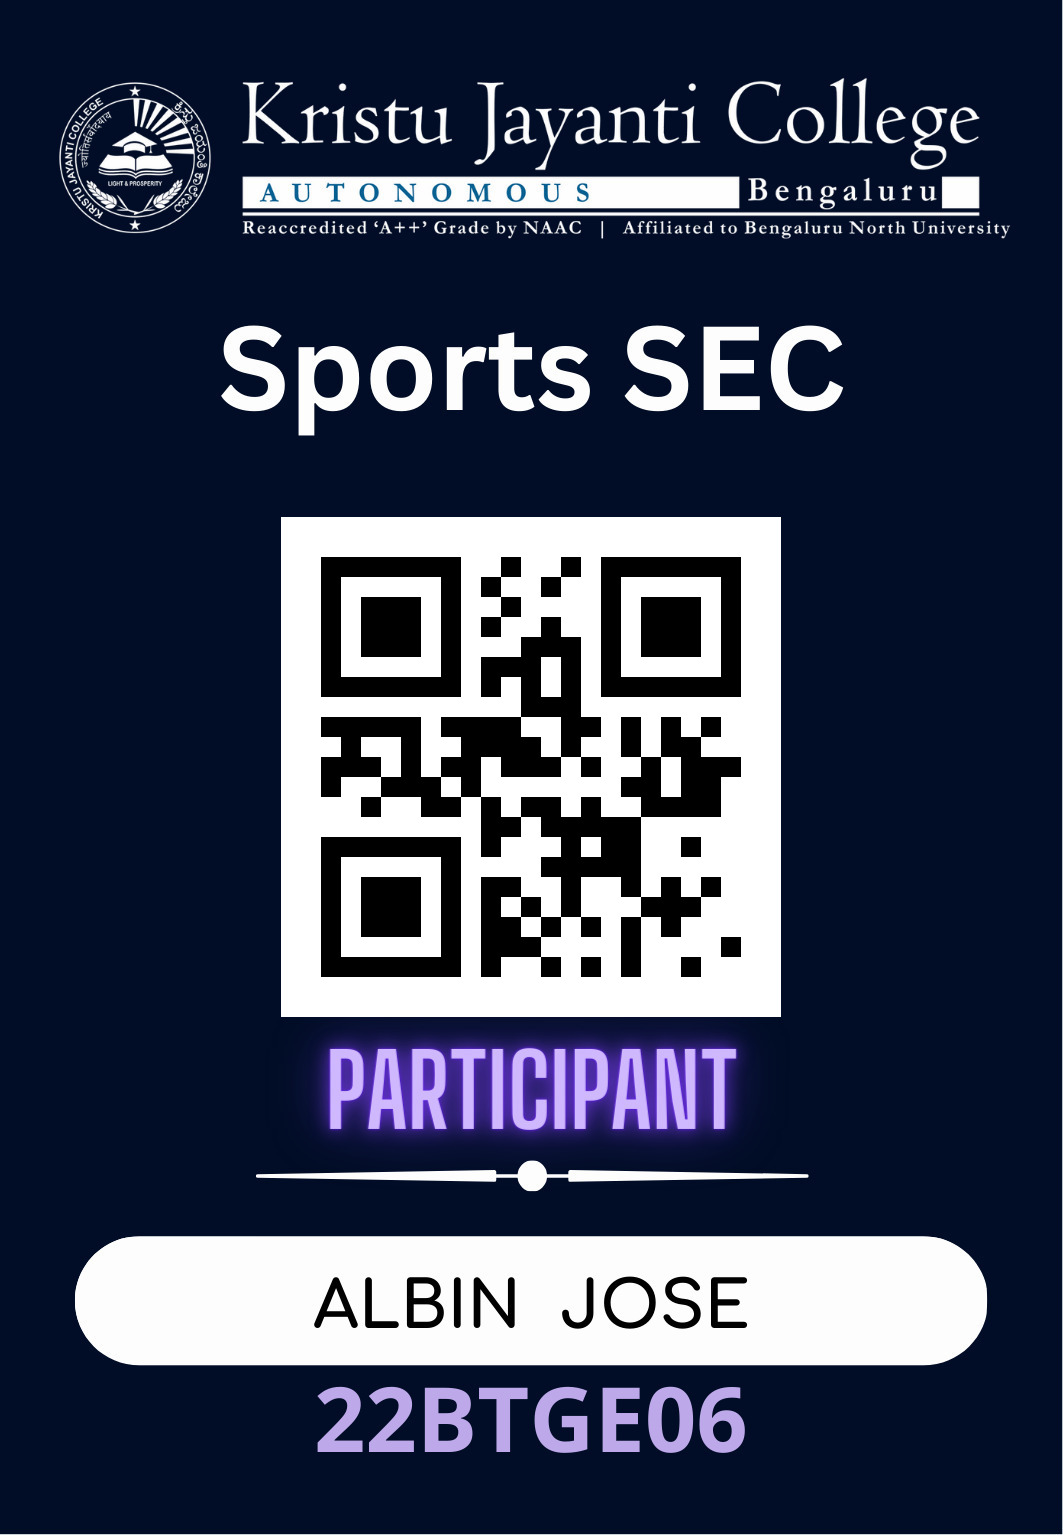 Kristu Jayanti College
AUTONOMOUS Bengaluru
Reaccredited ‘A++’ Grade by NAAC | Affiliated to Bengaluru North University
KRISTU JAYANTI COLLEGE
LIGHT & PROSPERITY
Sports SEC
PARTICIPANT
ALBIN JOSE
22BTGE06